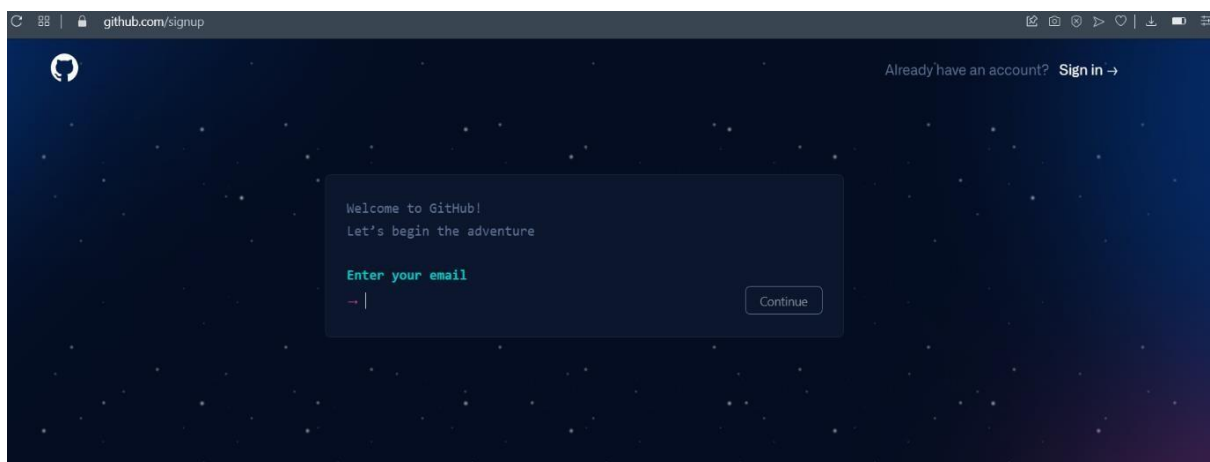 github.com/signup
Already have an account? Sign in →
Welcome to GitHub!
Let's begin the adventure
Enter your email
→
Continue